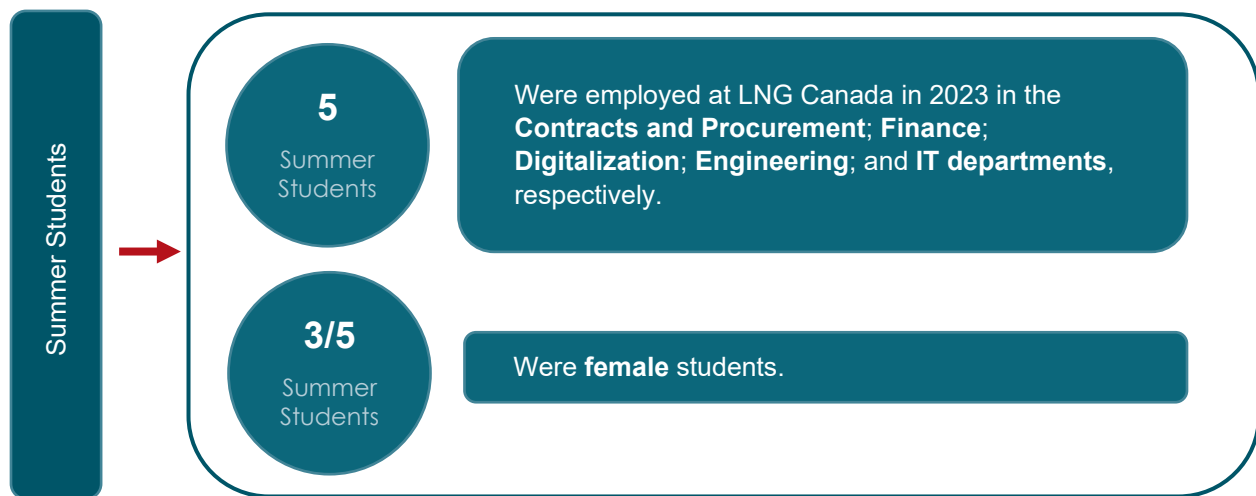 Summer Students
5
Summer
Students
Were employed at LNG Canada in 2023 in the
Contracts and Procurement; Finance;
Digitalization; Engineering; and IT departments,
respectively.
3/5
Summer
Students
Were female students.